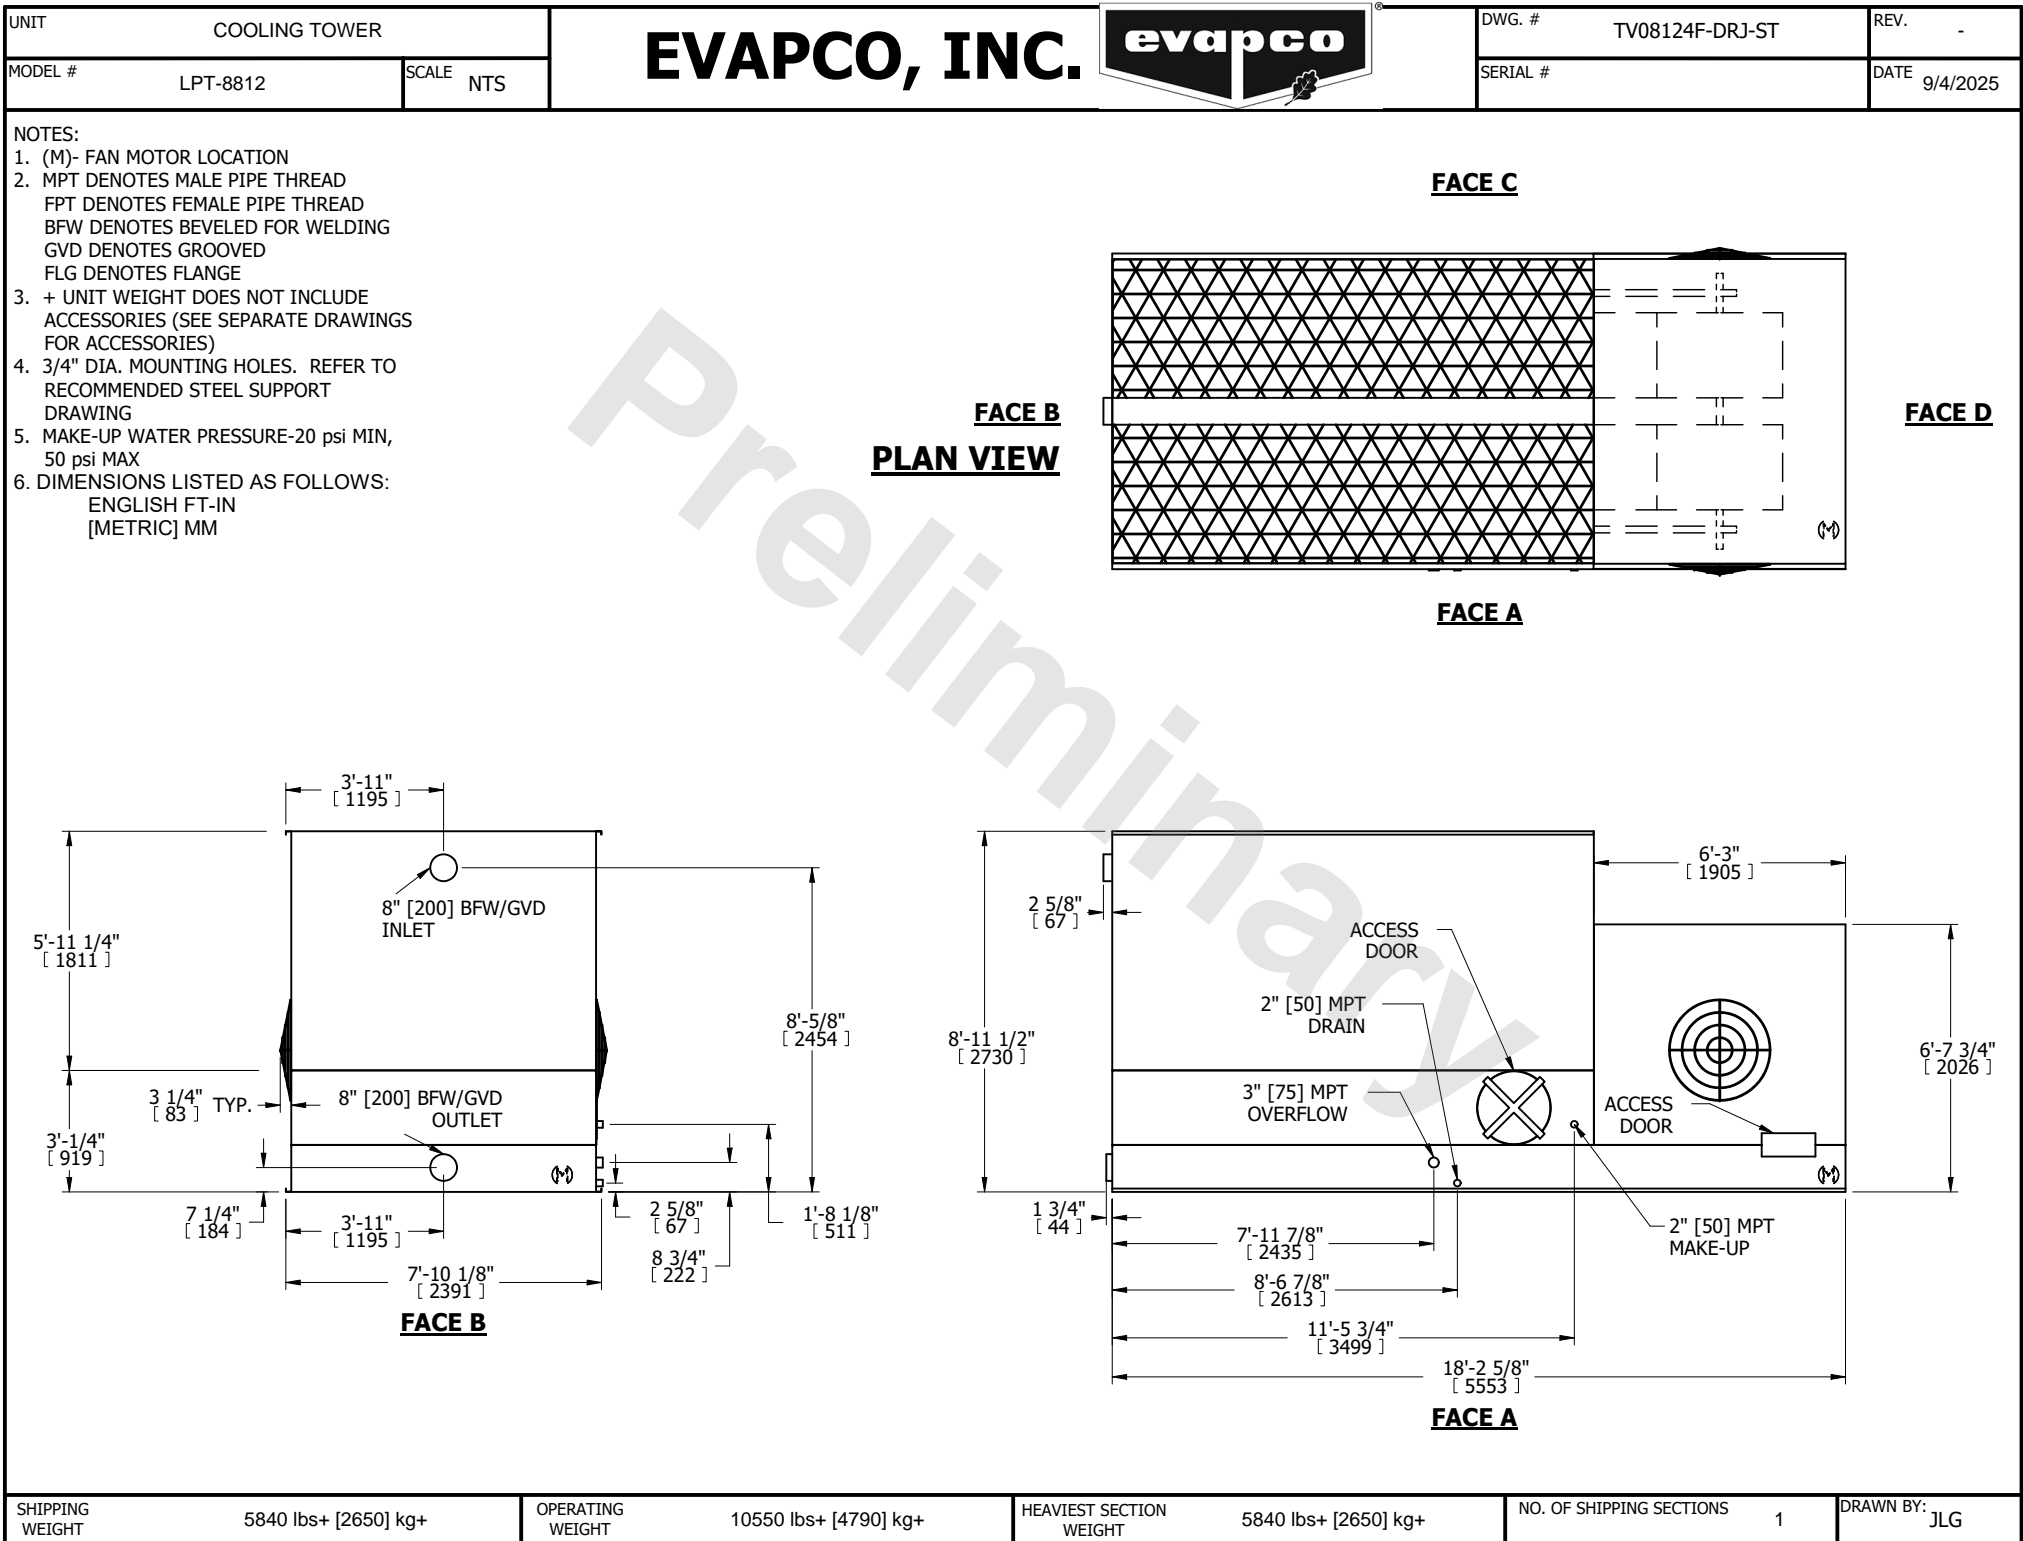 UNIT
COOLING TOWER
MODEL #
LPT-8812
SCALE
NTS
EVAPCO, INC.
evapco
®
DWG. #
TV08124F-DRJ-ST
REV.
-
SERIAL #
DATE
9/4/2025
NOTES:
1. (M)- FAN MOTOR LOCATION
2. MPT DENOTES MALE PIPE THREAD
FPT DENOTES FEMALE PIPE THREAD
BFW DENOTES BEVELED FOR WELDING
GVD DENOTES GROOVED
FLG DENOTES FLANGE
3. + UNIT WEIGHT DOES NOT INCLUDE
ACCESSORIES (SEE SEPARATE DRAWINGS
FOR ACCESSORIES)
4. 3/4" DIA. MOUNTING HOLES. REFER TO
RECOMMENDED STEEL SUPPORT
DRAWING
5. MAKE-UP WATER PRESSURE-20 psi MIN,
50 psi MAX
6. DIMENSIONS LISTED AS FOLLOWS:
ENGLISH FT-IN
[METRIC] MM
FACE C
FACE B
PLAN VIEW
FACE D
(M)
FACE A
Preliminary
3'-11"
[ 1195 ]
8" [200] BFW/GVD
INLET
5'-11 1/4"
[ 1811 ]
8'-5/8"
[ 2454 ]
3 1/4"
[ 83 ]
TYP.
8" [200] BFW/GVD
OUTLET
3'-1/4"
[ 919 ]
(M)
7 1/4"
[ 184 ]
3'-11"
[ 1195 ]
2 5/8"
[ 67 ]
1'-8 1/8"
[ 511 ]
8 3/4"
[ 222 ]
7'-10 1/8"
[ 2391 ]
FACE B
6'-3"
[ 1905 ]
2 5/8"
[ 67 ]
ACCESS
DOOR
2" [50] MPT
DRAIN
8'-11 1/2"
[ 2730 ]
6'-7 3/4"
[ 2026 ]
3" [75] MPT
OVERFLOW
ACCESS
DOOR
(M)
1 3/4"
[ 44 ]
2" [50] MPT
MAKE-UP
7'-11 7/8"
[ 2435 ]
8'-6 7/8"
[ 2613 ]
11'-5 3/4"
[ 3499 ]
18'-2 5/8"
[ 5553 ]
FACE A
SHIPPING
WEIGHT
5840 lbs+ [2650] kg+
OPERATING
WEIGHT
10550 lbs+ [4790] kg+
HEAVIEST SECTION
WEIGHT
5840 lbs+ [2650] kg+
NO. OF SHIPPING SECTIONS
1
DRAWN BY:
JLG